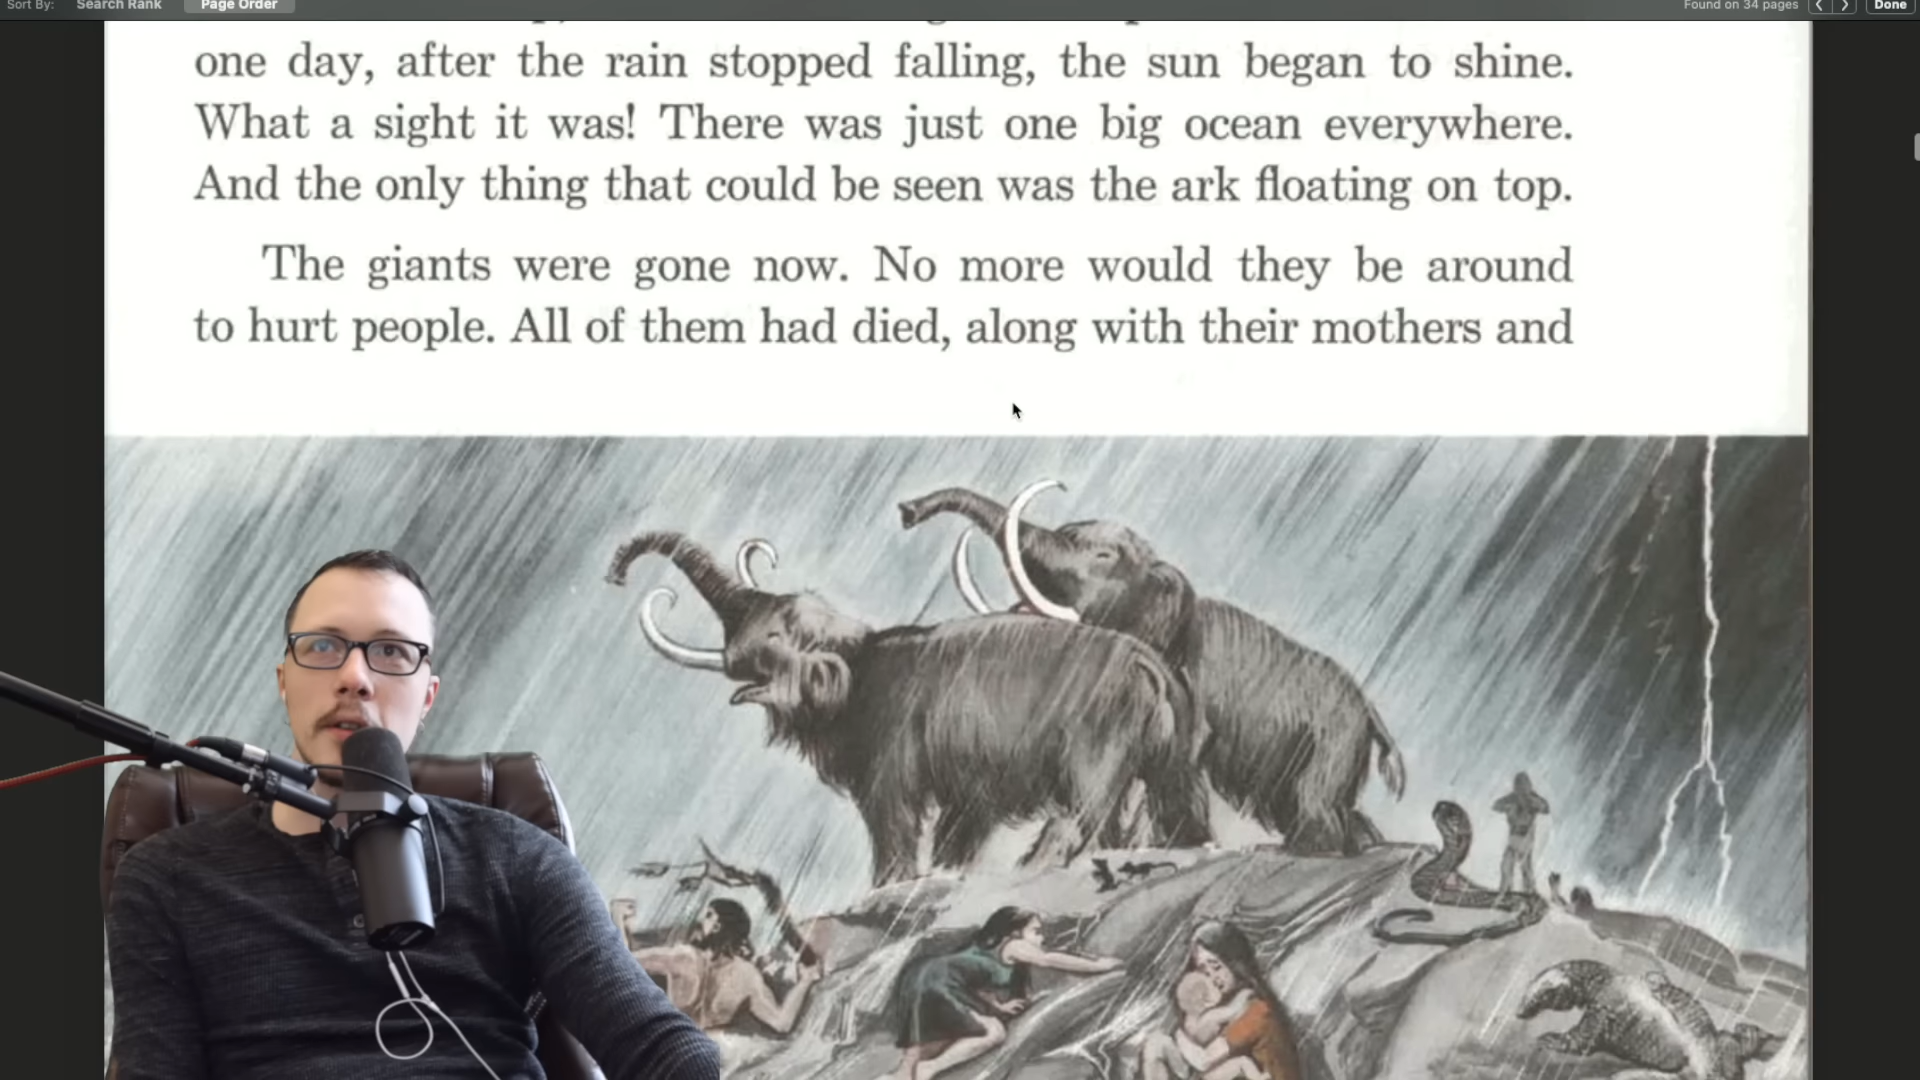 Sort By: Search Rank Page Order Found on 34 pages Done
one day, after the rain stopped falling, the sun began to shine.
What a sight it was! There was just one big ocean everywhere.
And the only thing that could be seen was the ark floating on top.
The giants were gone now. No more would they be around
to hurt people. All of them had died, along with their mothers and